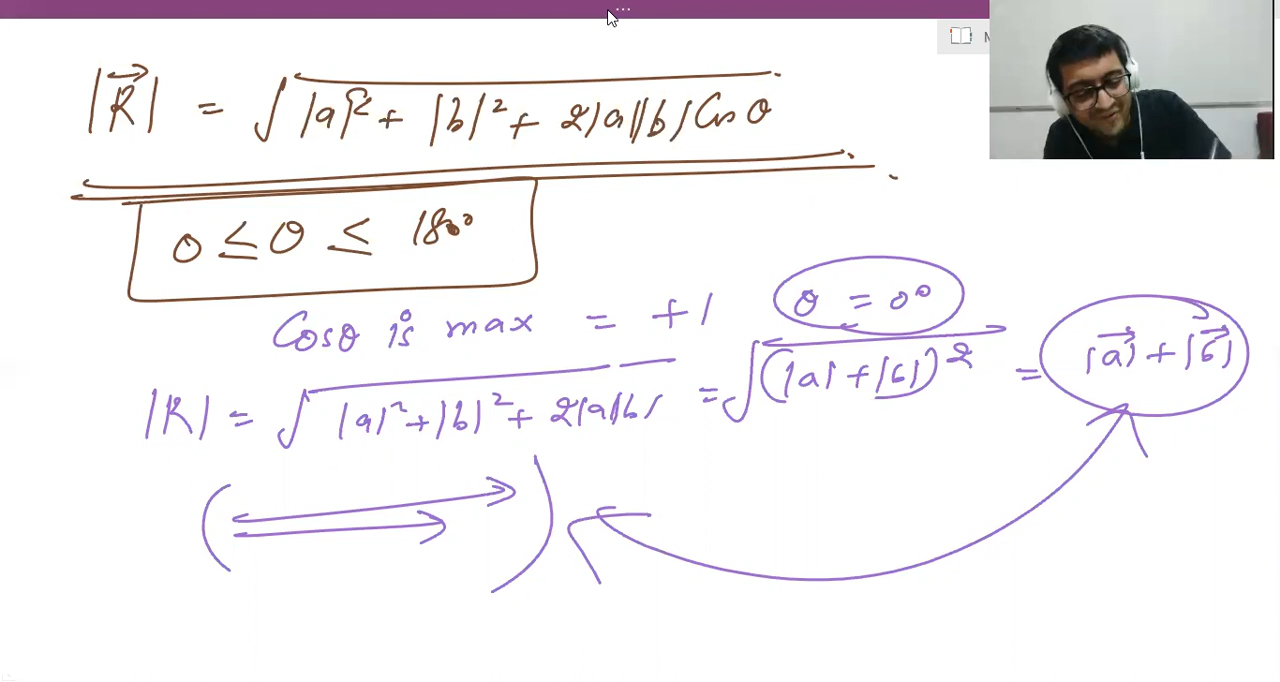 |R⃗| = √|a|² + |b|² + 2|a||b| Cos θ
0 ≤ θ ≤ 180°
Cosθ is max = +1 θ = 0°
|R| = √|a|² + |b|² + 2|a||b| = √(|a| + |b|)² = |a⃗| + |b⃗|